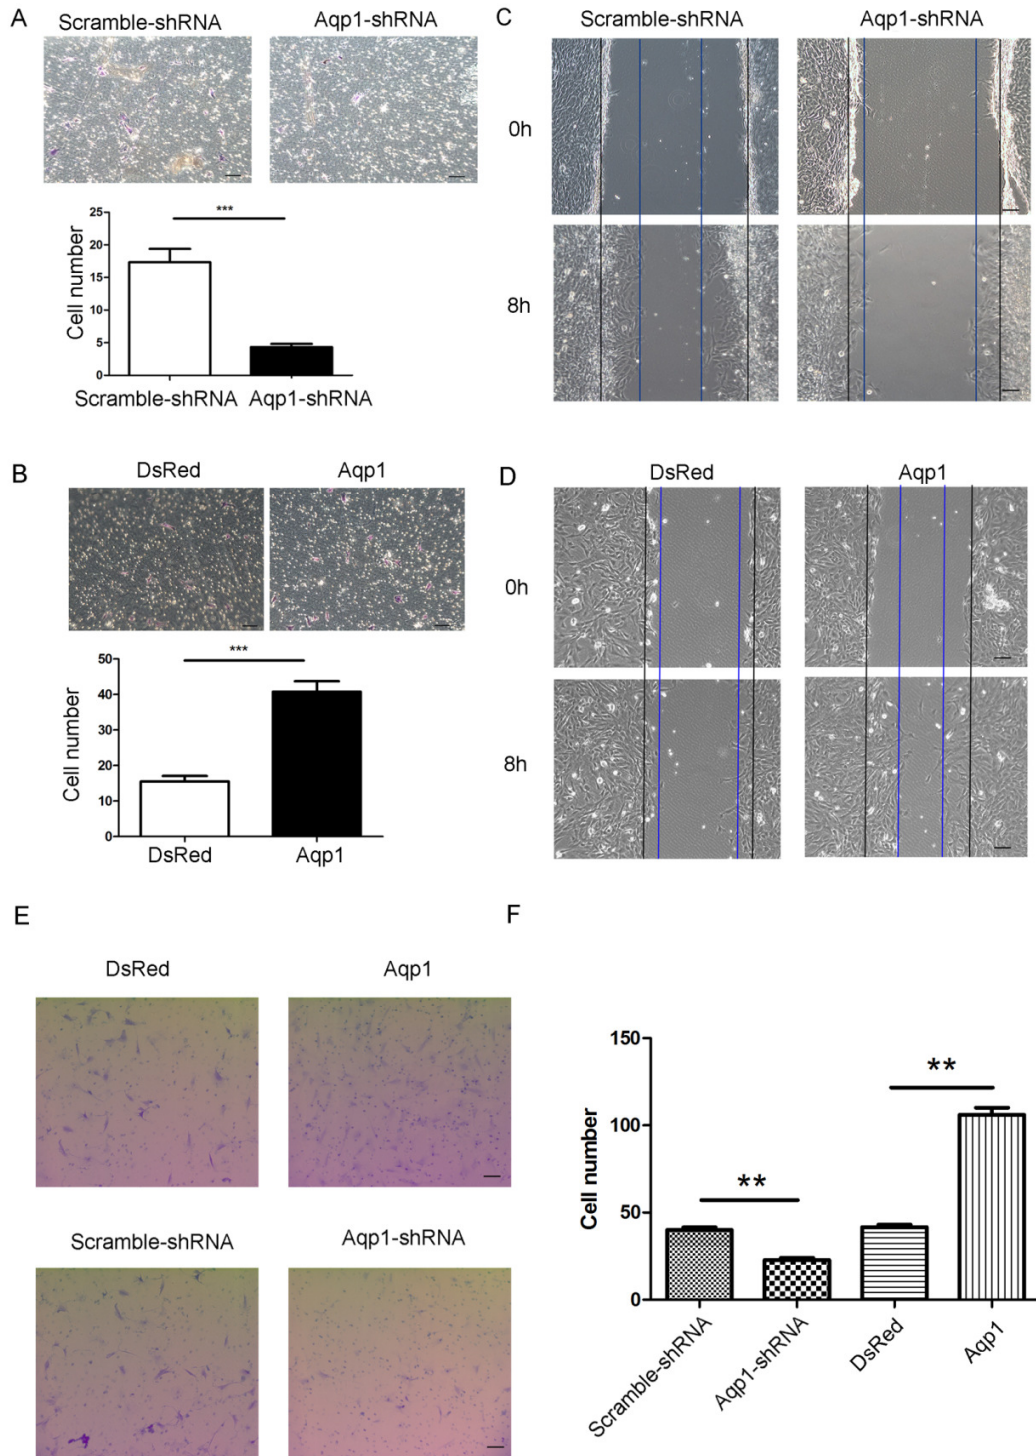 A
Scramble-shRNA
Aqp1-shRNA
25
20
15
10
5
0
Cell number
***
Scramble-shRNA
Aqp1-shRNA
B
DsRed
Aqp1
50
40
30
20
10
0
Cell number
***
DsRed
Aqp1
C
Scramble-shRNA
Aqp1-shRNA
0h
8h
D
DsRed
Aqp1
0h
8h
E
DsRed
Aqp1
Scramble-shRNA
Aqp1-shRNA
F
150
100
50
0
Cell number
**
**
Scramble-shRNA
Aqp1-shRNA
DsRed
Aqp1